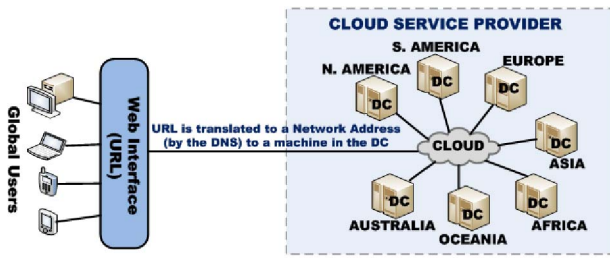 CLOUD SERVICE PROVIDER
S. AMERICA
N. AMERICA
EUROPE
DC
DC
DC
Global Users
Web Interface
(URL)
URL is translated to a Network Address
(by the DNS) to a machine in the DC
CLOUD
DC
ASIA
DC
DC
DC
AUSTRALIA
OCEANIA
AFRICA